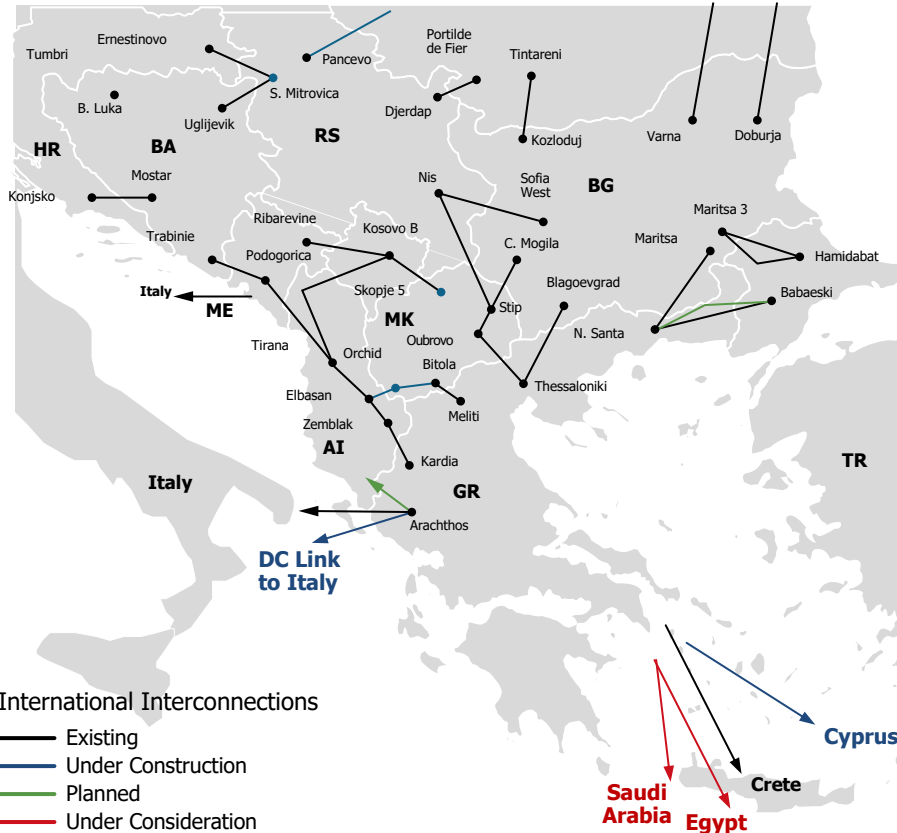 Ernestinovo
Tumbri
Portile
de Fier
Tintareni
Pancevo
S. Mitrovica
B. Luka
Uglijevik
Djerdap
Kozloduj
Varna
Doburja
HR
BA
RS
Mostar
Konjsko
Nis
Sofia
West
BG
Trabinie
Ribarevine
Kosovo B
Podogorica
C. Mogila
Maritsa 3
Maritsa
Hamidabat
Italy
ME
Skopje 5
MK
Stip
Blagoevgrad
Babaeski
N. Santa
Oubrovo
Tirana
Orchid
Bitola
Elbasan
Meliti
Thessaloniki
Zemblak
AI
Kardia
GR
TR
Italy
Arachthos
DC Link
to Italy
International Interconnections
Existing
Under Construction
Planned
Under Consideration
Cyprus
Crete
Saudi
Arabia
Egypt